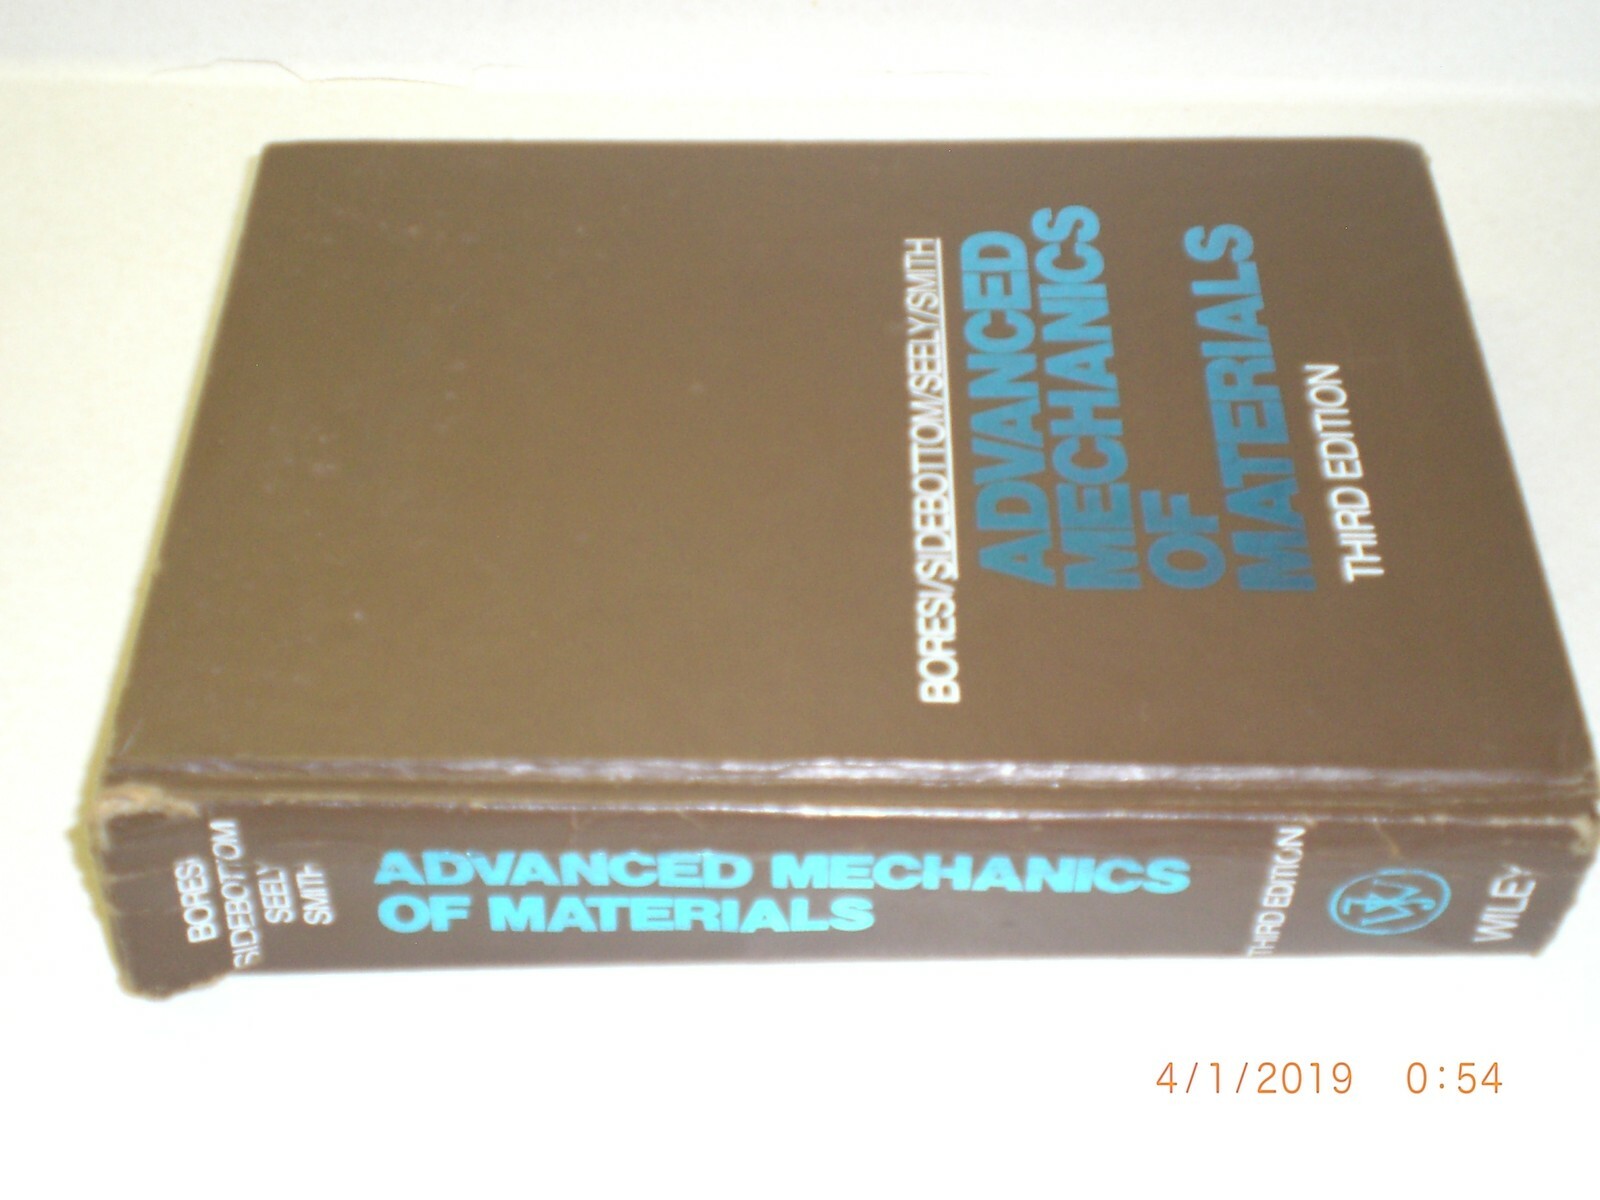 BORESI/SIDEBOTTOM/SEELY/SMITH
ADVANCED
MECHANICS
OF
MATERIALS
THIRD EDITION
BORESI
SIDEBOTTOM
SEELY
SMITH
ADVANCED MECHANICS
OF MATERIALS
THIRD EDITION
WILEY
4/1/2019 0:54